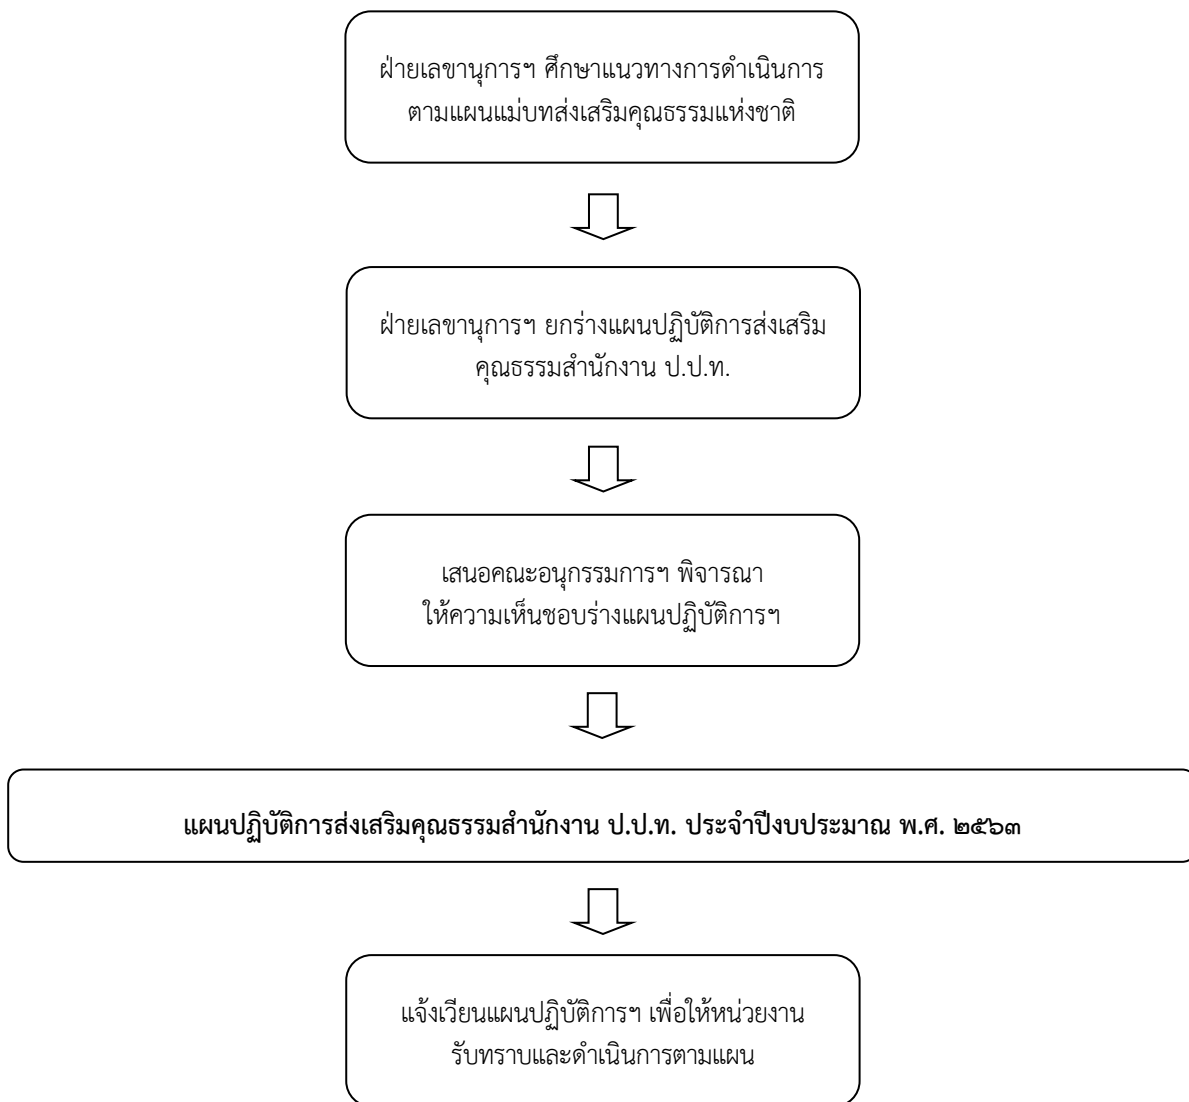 ฝ่ายเลขานุการฯ ศึกษาแนวทางการดำเนินการ
ตามแผนแม่บทส่งเสริมคุณธรรมแห่งชาติ
ฝ่ายเลขานุการฯ ยกร่างแผนปฏิบัติการส่งเสริม
คุณธรรมสำนักงาน ป.ป.ท.
เสนอคณะอนุกรรมการฯ พิจารณา
ให้ความเห็นชอบร่างแผนปฏิบัติการฯ
แผนปฏิบัติการส่งเสริมคุณธรรมสำนักงาน ป.ป.ท. ประจำปีงบประมาณ พ.ศ. ๒๕๖๓
แจ้งเวียนแผนปฏิบัติการฯ เพื่อให้หน่วยงาน
รับทราบและดำเนินการตามแผน